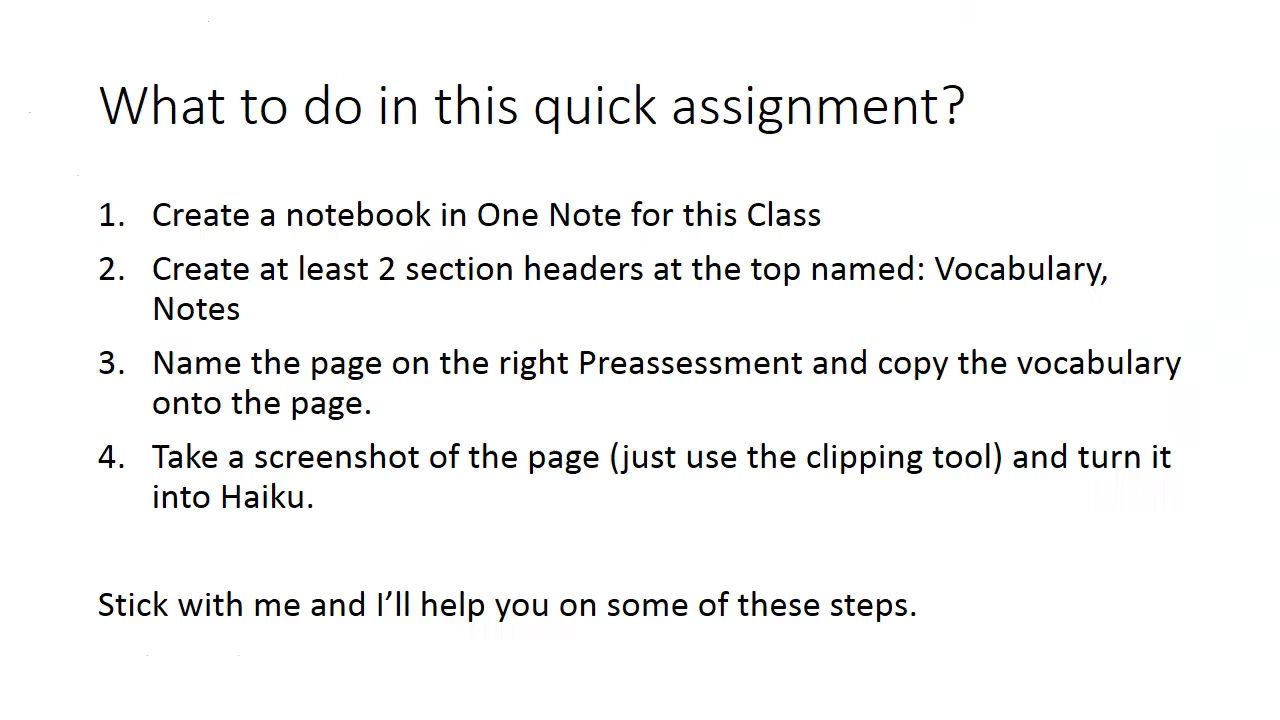 What to do in this quick assignment?
1. Create a notebook in One Note for this Class
2. Create at least 2 section headers at the top named: Vocabulary,
Notes
3. Name the page on the right Preassessment and copy the vocabulary
onto the page.
4. Take a screenshot of the page (just use the clipping tool) and turn it
into Haiku.
Stick with me and I’ll help you on some of these steps.